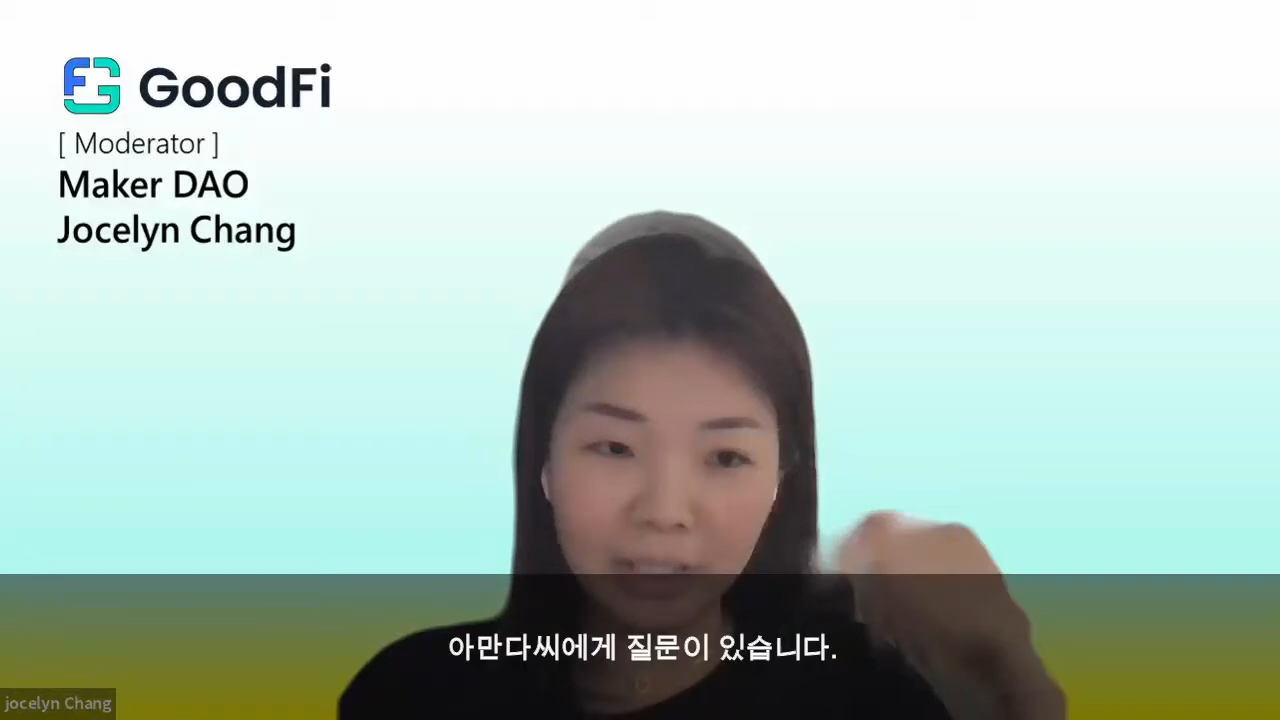 GoodFi
[ Moderator ]
Maker DAO
Jocelyn Chang
아만다씨에게 질문이 있습니다.
jocelyn Chang